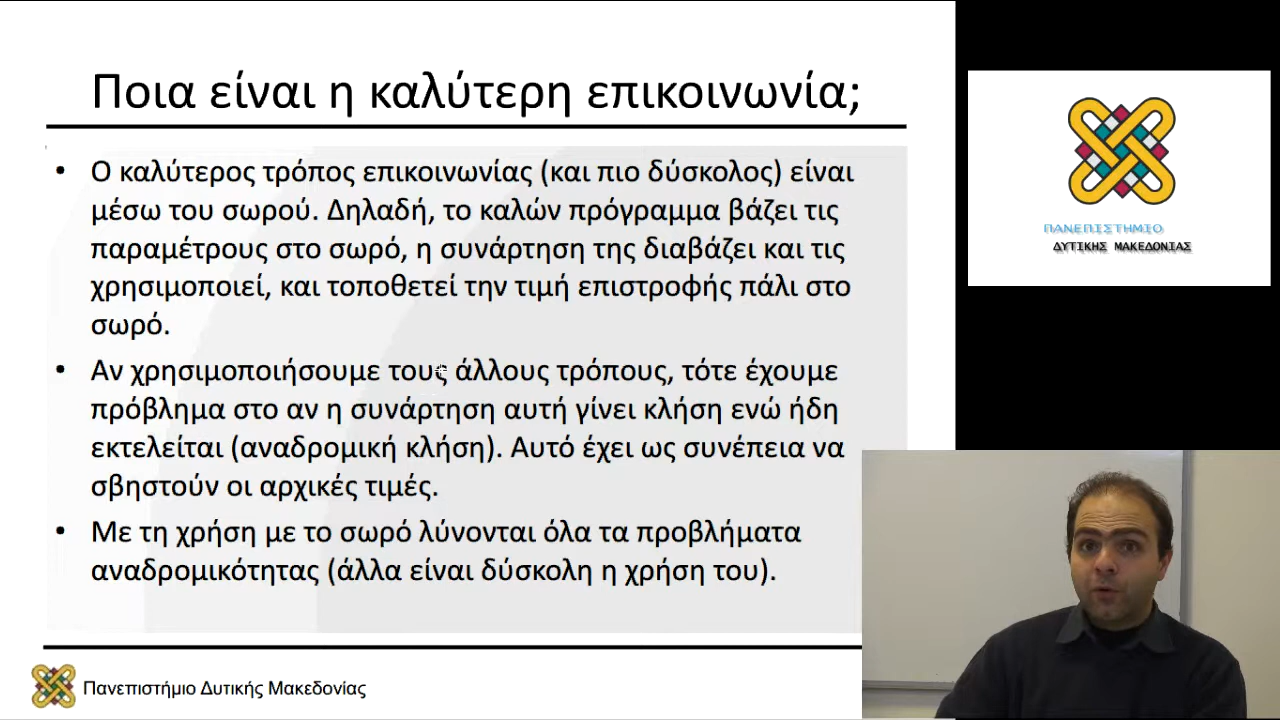 Ποια είναι η καλύτερη επικοινωνία;
• Ο καλύτερος τρόπος επικοινωνίας (και πιο δύσκολος) είναι
μέσω του σωρού. Δηλαδή, το καλών πρόγραμμα βάζει τις
παραμέτρους στο σωρό, η συνάρτηση της διαβάζει και τις
χρησιμοποιεί, και τοποθετεί την τιμή επιστροφής πάλι στο
σωρό.
• Αν χρησιμοποιήσουμε τους άλλους τρόπους, τότε έχουμε
πρόβλημα στο αν η συνάρτηση αυτή γίνει κλήση ενώ ήδη
εκτελείται (αναδρομική κλήση). Αυτό έχει ως συνέπεια να
σβηστούν οι αρχικές τιμές.
• Με τη χρήση με το σωρό λύνονται όλα τα προβλήματα
αναδρομικότητας (άλλα είναι δύσκολη η χρήση του).
Πανεπιστήμιο Δυτικής Μακεδονίας
ΠΑΝΕΠΙΣΤΗΜΙΟ
ΔΥΤΙΚΗΣ ΜΑΚΕΔΟΝΙΑΣ